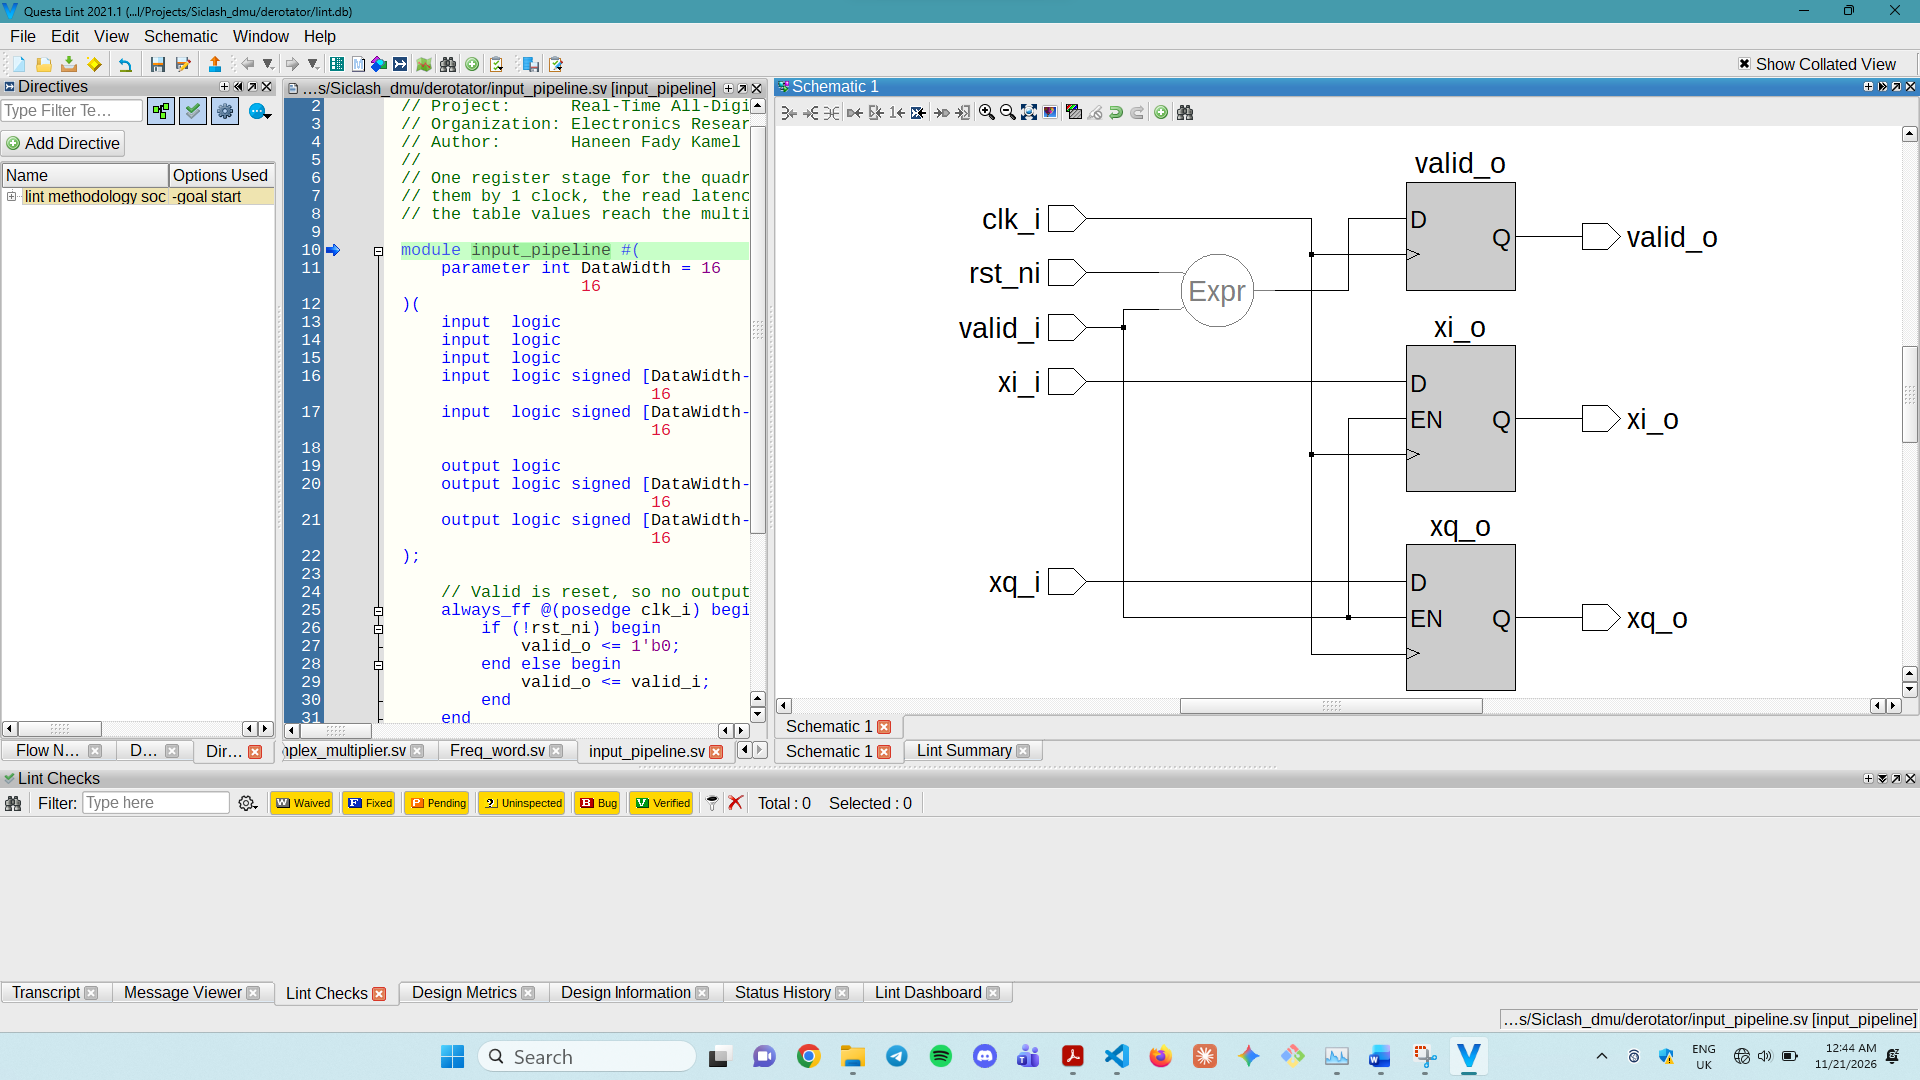 Questa Lint 2021.1 (...l/Projects/Siclash_dmu/derotator/lint.db)
File Edit View Schematic Window Help
Show Collated View
Directives
Type Filter Te…
Add Directive
Name Options Used
lint methodology soc -goal start
Flow N… D… Dir…
…s/Siclash_dmu/derotator/input_pipeline.sv [input_pipeline]
2 // Project: Real-Time All-Digi
3 // Organization: Electronics Resear
4 // Author: Haneen Fady Kamel
5 //
6 // One register stage for the quadr
7 // them by 1 clock, the read latenc
8 // the table values reach the multi
9
10 module input_pipeline #(
11 parameter int DataWidth = 16
16
12 )(
13 input logic
14 input logic
15 input logic
16 input logic signed [DataWidth-
16
17 input logic signed [DataWidth-
16
18
19 output logic
20 output logic signed [DataWidth-
16
21 output logic signed [DataWidth-
16
22 );
23
24 // Valid is reset, so no output
25 always_ff @(posedge clk_i) begi
26 if (!rst_ni) begin
27 valid_o <= 1'b0;
28 end else begin
29 valid_o <= valid_i;
30 end
31 end
mplex_multiplier.sv Freq_word.sv input_pipeline.sv
Schematic 1
clk_i
rst_ni
valid_i
xi_i
xq_i
Expr
valid_o
D
Q
valid_o
xi_o
D
EN Q
xi_o
xq_o
D
EN Q
xq_o
Schematic 1
Schematic 1 Lint Summary
Lint Checks
Filter: Type here W Waived F Fixed P Pending ? Uninspected B Bug V Verified Total : 0 Selected : 0
Transcript Message Viewer Lint Checks Design Metrics Design Information Status History Lint Dashboard
…s/Siclash_dmu/derotator/input_pipeline.sv [input_pipeline]
Search
ENG
UK
12:44 AM
11/21/2026